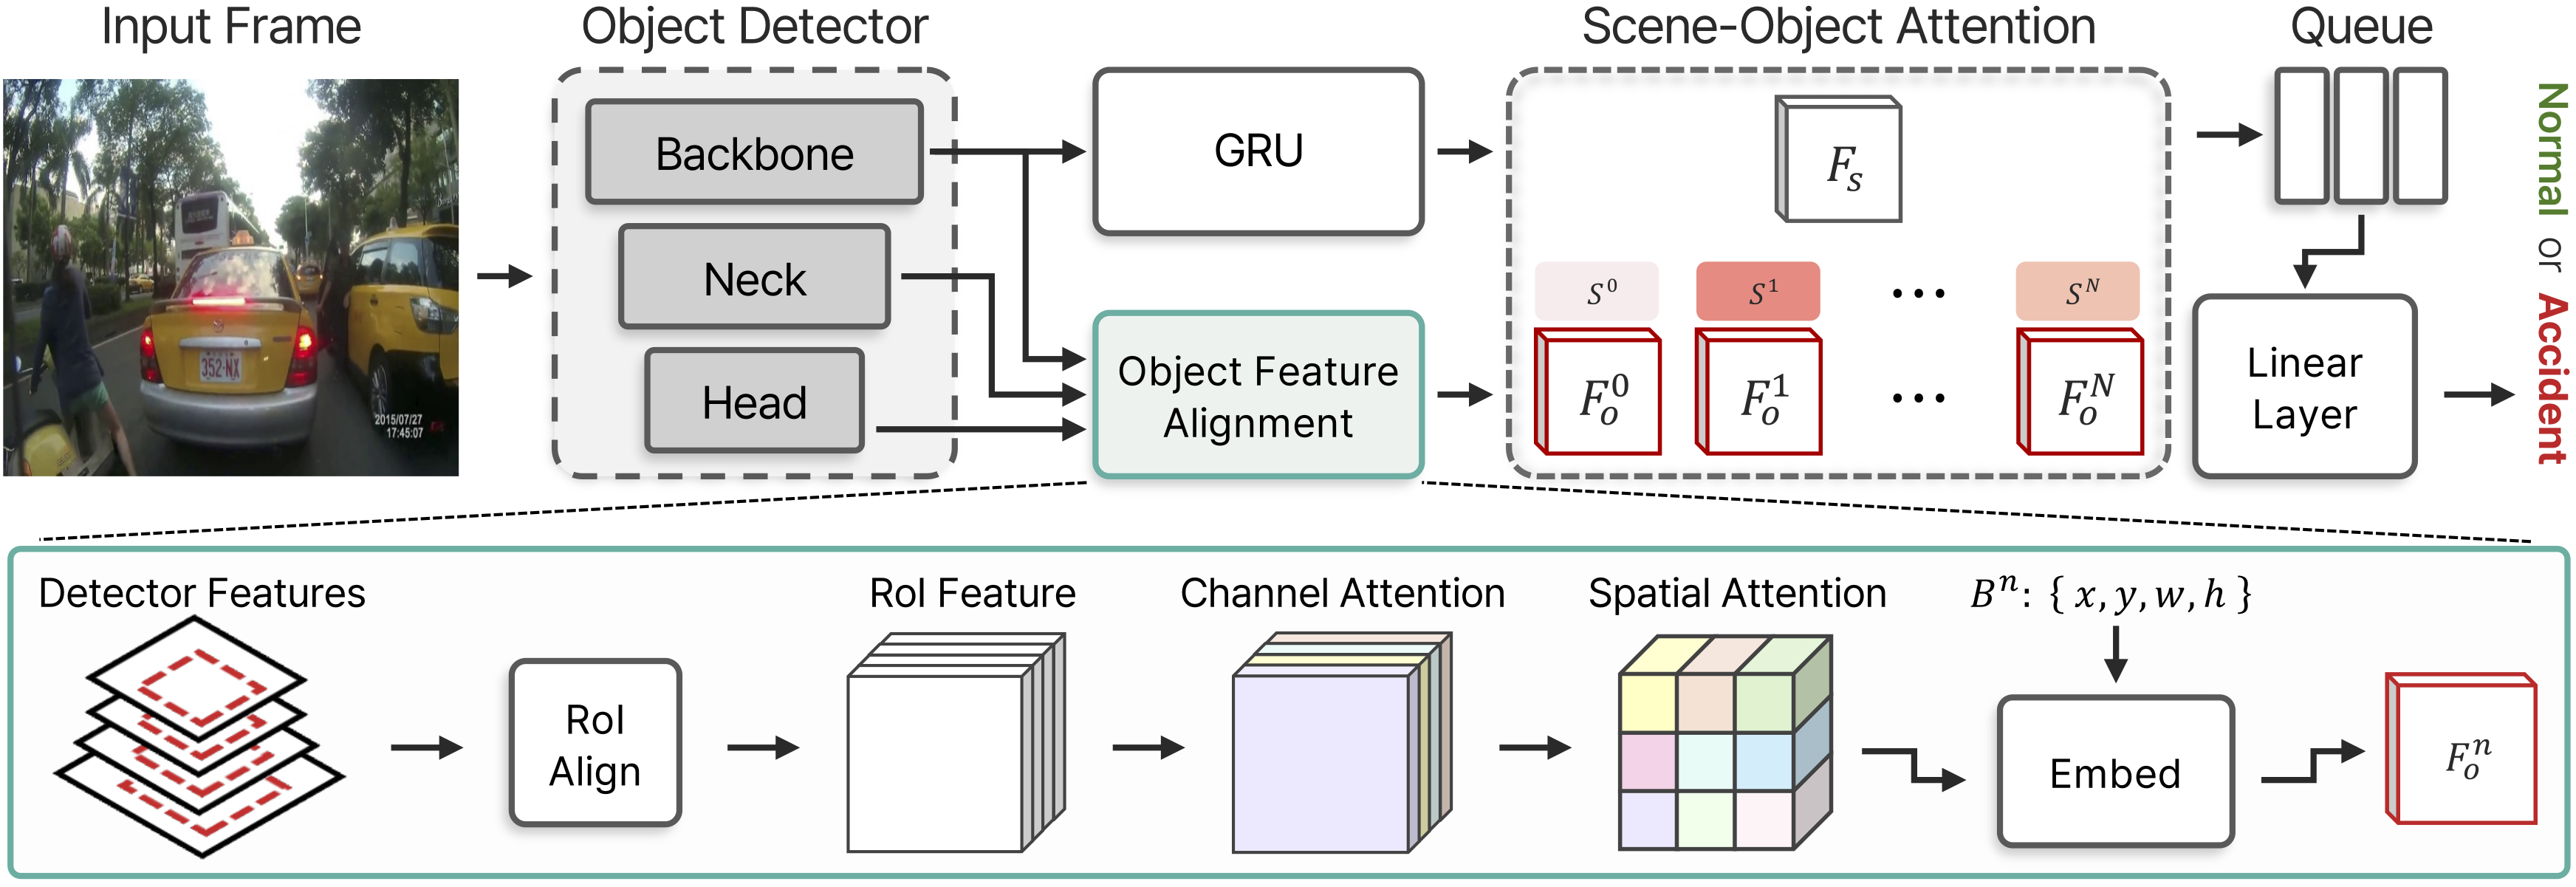 Input Frame
Object Detector
Scene-Object Attention
Queue
Backbone
Neck
Head
GRU
Object Feature
Alignment
F_s
S^0
S^1
...
S^N
F_o^0
F_o^1
...
F_o^N
Linear
Layer
Normal or Accident
352·NX
2015/07/27
17:45:07
Detector Features
RoI
Align
RoI Feature
Channel Attention
Spatial Attention
B^n: { x, y, w, h }
Embed
F_o^n